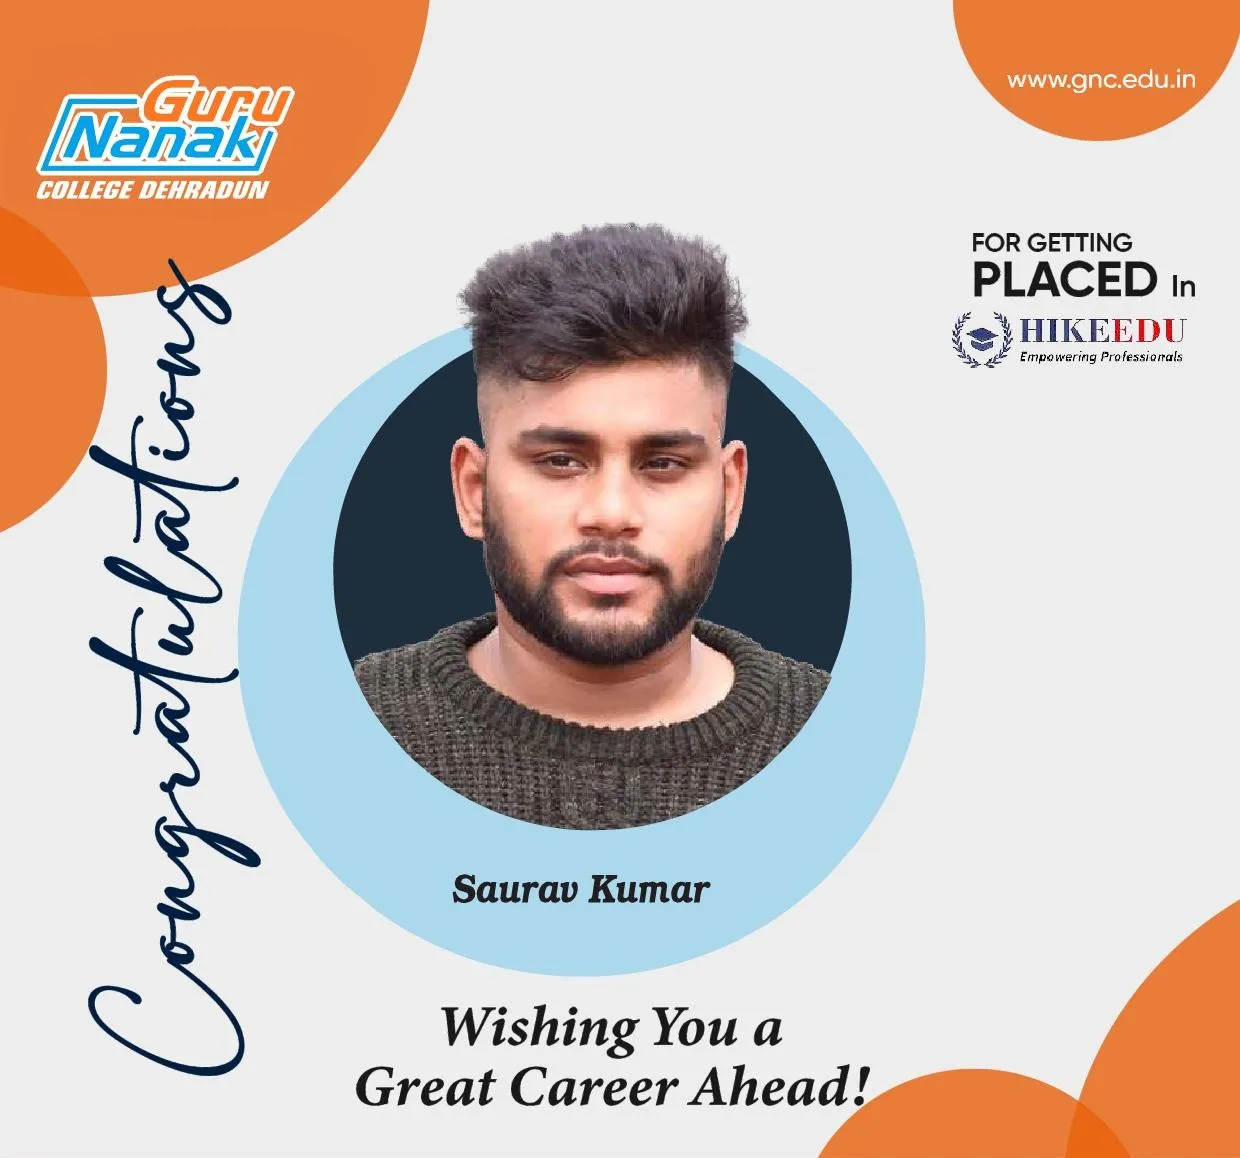 Guru
Nanak
COLLEGE DEHRADUN
www.gnc.edu.in
Congratulations
FOR GETTING
PLACED In
HIKEEDU
Empowering Professionals
Saurav Kumar
Wishing You a
Great Career Ahead!